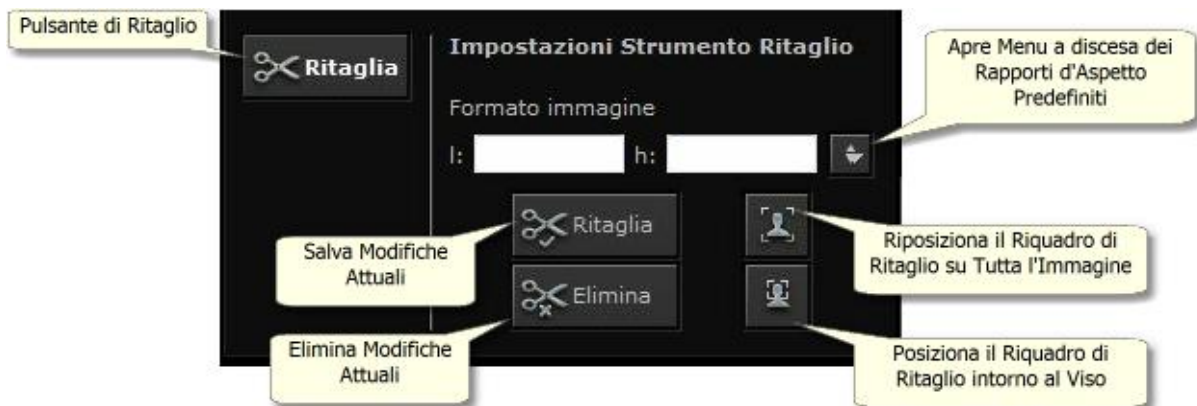 Pulsante di Ritaglio
Ritaglia
Impostazioni Strumento Ritaglio
Apre Menu a discesa dei
Rapporti d'Aspetto
Predefiniti
Formato immagine
l:
h:
Ritaglia
Salva Modifiche
Attuali
Riposiziona il Riquadro di
Ritaglio su Tutta l'Immagine
Elimina
Elimina Modifiche
Attuali
Posiziona il Riquadro di
Ritaglio intorno al Viso